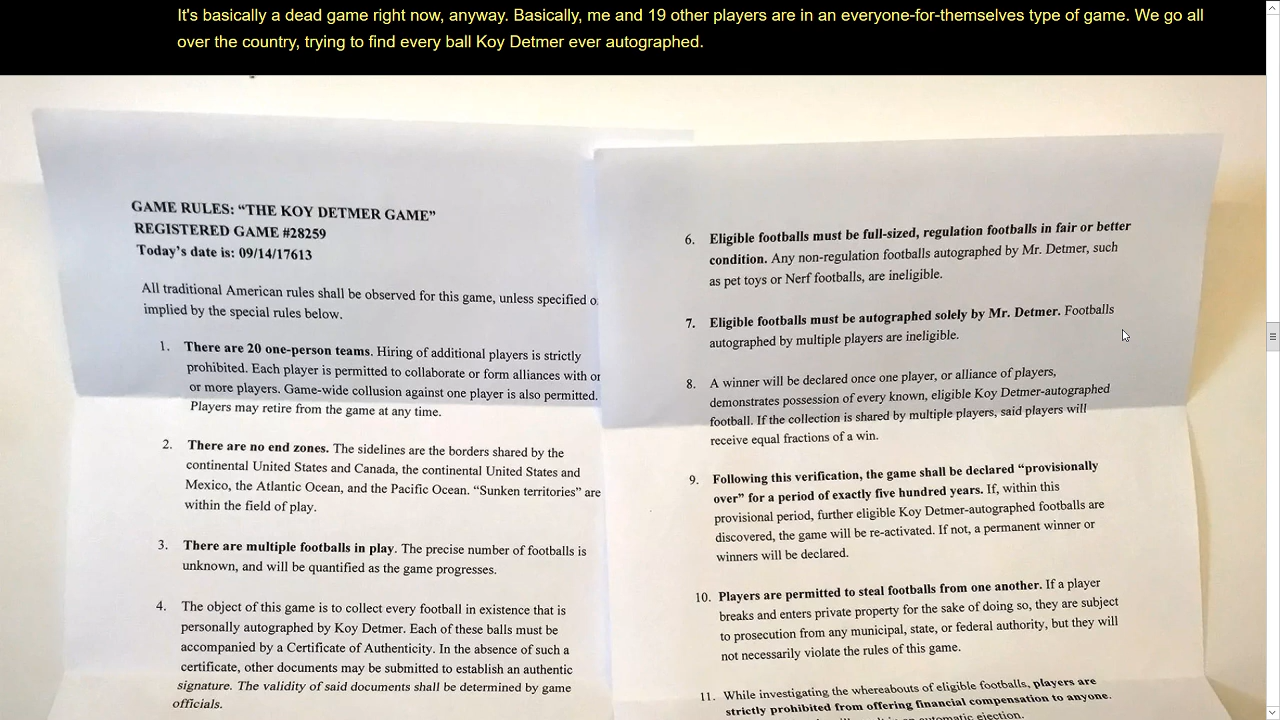 It's basically a dead game right now, anyway. Basically, me and 19 other players are in an everyone-for-themselves type of game. We go all
over the country, trying to find every ball Koy Detmer ever autographed.
GAME RULES: “THE KOY DETMER GAME”
REGISTERED GAME #28259
Today’s date is: 09/14/17613
All traditional American rules shall be observed for this game, unless specified o
implied by the special rules below.
1. There are 20 one-person teams. Hiring of additional players is strictly
prohibited. Each player is permitted to collaborate or form alliances with or
or more players. Game-wide collusion against one player is also permitted.
Players may retire from the game at any time.
2. There are no end zones. The sidelines are the borders shared by the
continental United States and Canada, the continental United States and
Mexico, the Atlantic Ocean, and the Pacific Ocean. “Sunken territories” are
within the field of play.
3. There are multiple footballs in play. The precise number of footballs is
unknown, and will be quantified as the game progresses.
4. The object of this game is to collect every football in existence that is
personally autographed by Koy Detmer. Each of these balls must be
accompanied by a Certificate of Authenticity. In the absence of such a
certificate, other documents may be submitted to establish an authentic
signature. The validity of said documents shall be determined by game
officials.
6. Eligible footballs must be full-sized, regulation footballs in fair or better
condition. Any non-regulation footballs autographed by Mr. Detmer, such
as pet toys or Nerf footballs, are ineligible.
7. Eligible footballs must be autographed solely by Mr. Detmer. Footballs
autographed by multiple players are ineligible.
8. A winner will be declared once one player, or alliance of players,
demonstrates possession of every known, eligible Koy Detmer-autographed
football. If the collection is shared by multiple players, said players will
receive equal fractions of a win.
9. Following this verification, the game shall be declared “provisionally
over” for a period of exactly five hundred years. If, within this
provisional period, further eligible Koy Detmer-autographed footballs are
discovered, the game will be re-activated. If not, a permanent winner or
winners will be declared.
10. Players are permitted to steal footballs from one another. If a player
breaks and enters private property for the sake of doing so, they are subject
to prosecution from any municipal, state, or federal authority, but they will
not necessarily violate the rules of this game.
11. While investigating the whereabouts of eligible footballs, players are
strictly prohibited from offering financial compensation to anyone.
automatic ejection.